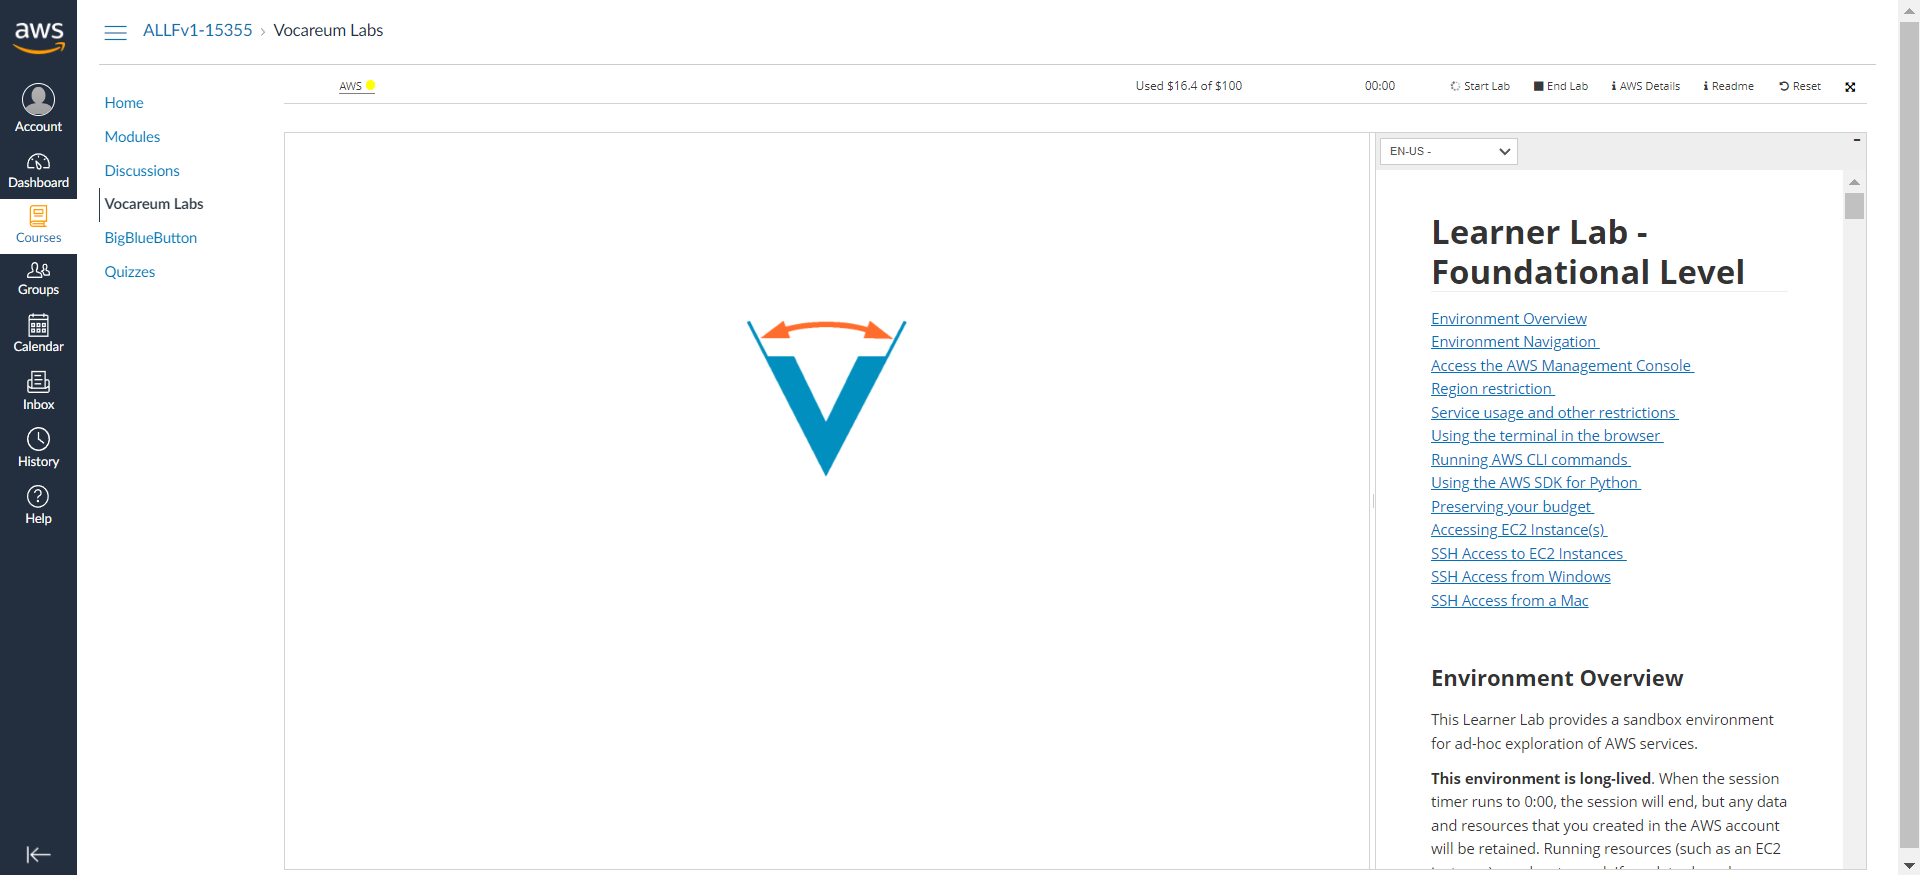 aws
ALLFv1-15355 › Vocareum Labs
Account
Dashboard
Courses
Groups
Calendar
Inbox
History
Help
Home
Modules
Discussions
Vocareum Labs
BigBlueButton
Quizzes
AWS
Used $16.4 of $100
00:00
Start Lab
End Lab
AWS Details
Readme
Reset
EN-US -
Learner Lab -
Foundational Level
Environment Overview
Environment Navigation
Access the AWS Management Console
Region restriction
Service usage and other restrictions
Using the terminal in the browser
Running AWS CLI commands
Using the AWS SDK for Python
Preserving your budget
Accessing EC2 Instance(s)
SSH Access to EC2 Instances
SSH Access from Windows
SSH Access from a Mac
Environment Overview
This Learner Lab provides a sandbox environment
for ad-hoc exploration of AWS services.
This environment is long-lived. When the session
timer runs to 0:00, the session will end, but any data
and resources that you created in the AWS account
will be retained. Running resources (such as an EC2